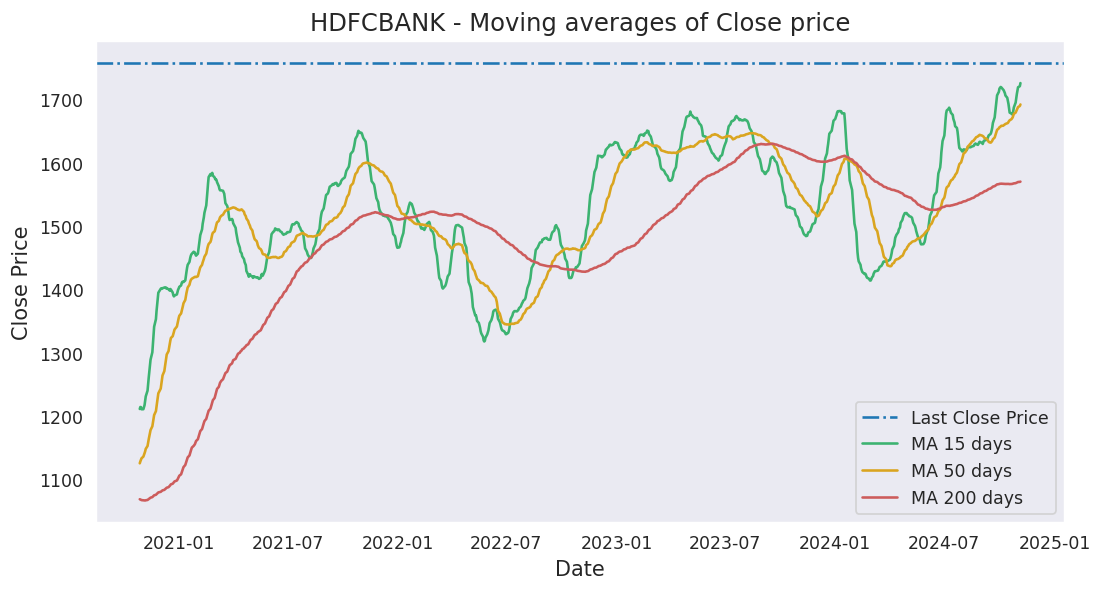 HDFCBANK - Moving averages of Close price
Close Price
1700
1600
1500
1400
1300
1200
1100
Last Close Price
MA 15 days
MA 50 days
MA 200 days
2021-01 2021-07 2022-01 2022-07 2023-01 2023-07 2024-01 2024-07 2025-01
Date